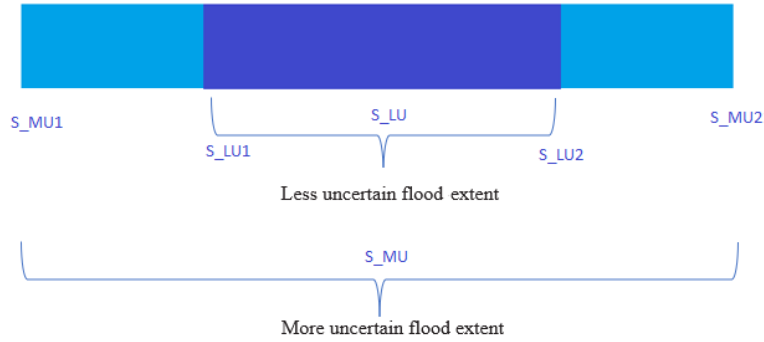 S_MU1
S_LU
S_MU2
S_LU1
S_LU2
Less uncertain flood extent
S_MU
More uncertain flood extent